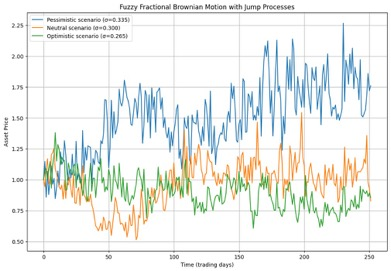 Fuzzy Fractional Brownian Motion with Jump Processes
Pessimistic scenario (σ=0.335)
Neutral scenario (σ=0.300)
Optimistic scenario (σ=0.265)
Asset Price
2.25
2.00
1.75
1.50
1.25
1.00
0.75
0.50
0
50
100
150
200
250
Time (trading days)